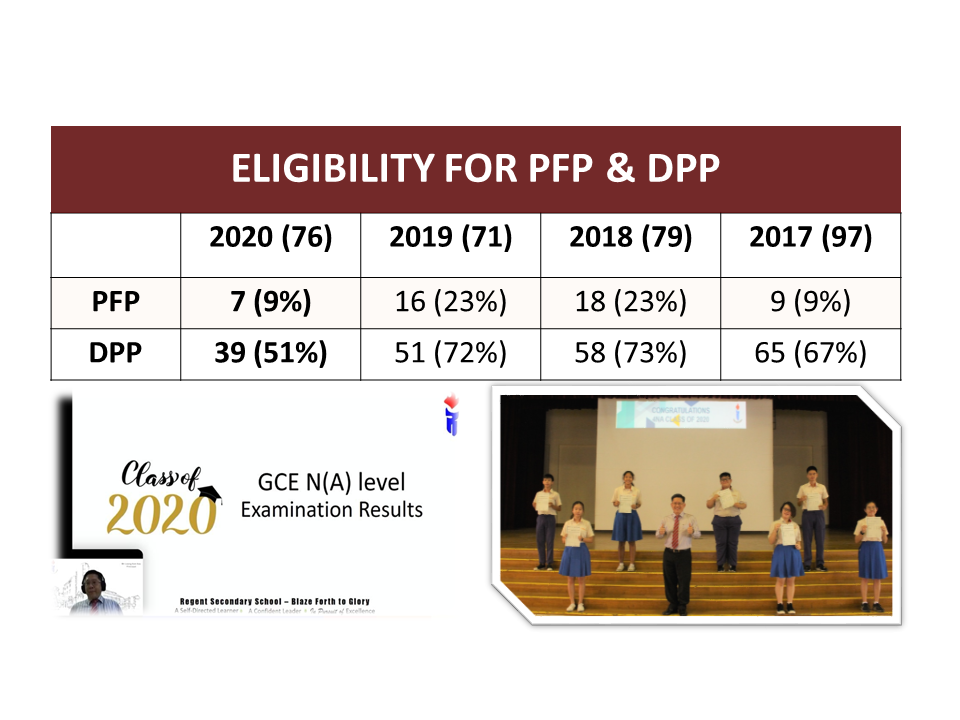 ELIGIBILITY FOR PFP & DPP
2020 (76) 2019 (71) 2018 (79) 2017 (97)
PFP 7 (9%) 16 (23%) 18 (23%) 9 (9%)
DPP 39 (51%) 51 (72%) 58 (73%) 65 (67%)
Class of
2020
GCE N(A) level
Examination Results
Regent Secondary School – Blaze Forth to Glory
A Self-Directed Learner A Confident Leader In Pursuit of Excellence
CONGRATULATIONS
4NA CLASS OF 2020